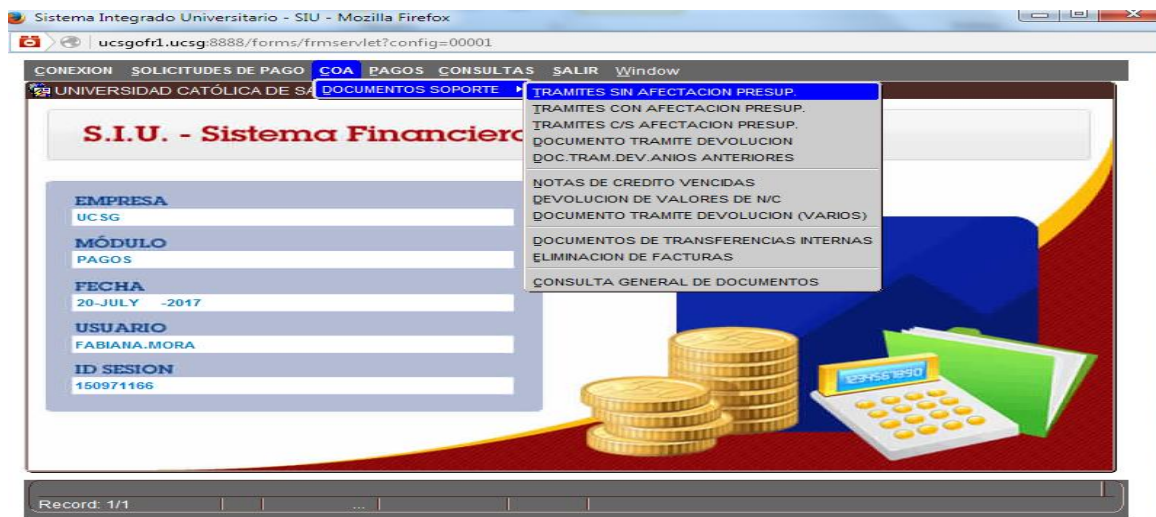 Sistema Integrado Universitario - SIU - Mozilla Firefox
ucsgofr1.ucsg:8888/forms/frmservlet?config=00001
CONEXION SOLICITUDES DE PAGO COA PAGOS CONSULTAS SALIR Window
UNIVERSIDAD CATÓLICA DE SA
DOCUMENTOS SOPORTE
TRAMITES SIN AFECTACION PRESUP.
TRAMITES CON AFECTACION PRESUP.
TRAMITES C/S AFECTACION PRESUP.
DOCUMENTO TRAMITE DEVOLUCION
DOC.TRAM.DEV.ANIOS ANTERIORES
NOTAS DE CREDITO VENCIDAS
DEVOLUCION DE VALORES DE N/C
DOCUMENTO TRAMITE DEVOLUCION (VARIOS)
DOCUMENTOS DE TRANSFERENCIAS INTERNAS
ELIMINACION DE FACTURAS
CONSULTA GENERAL DE DOCUMENTOS
S.I.U. - Sistema Financiero
EMPRESA
UCSG
MÓDULO
PAGOS
FECHA
20-JULY -2017
USUARIO
FABIANA.MORA
ID SESION
150971166
1234567890
Record: 1/1
...